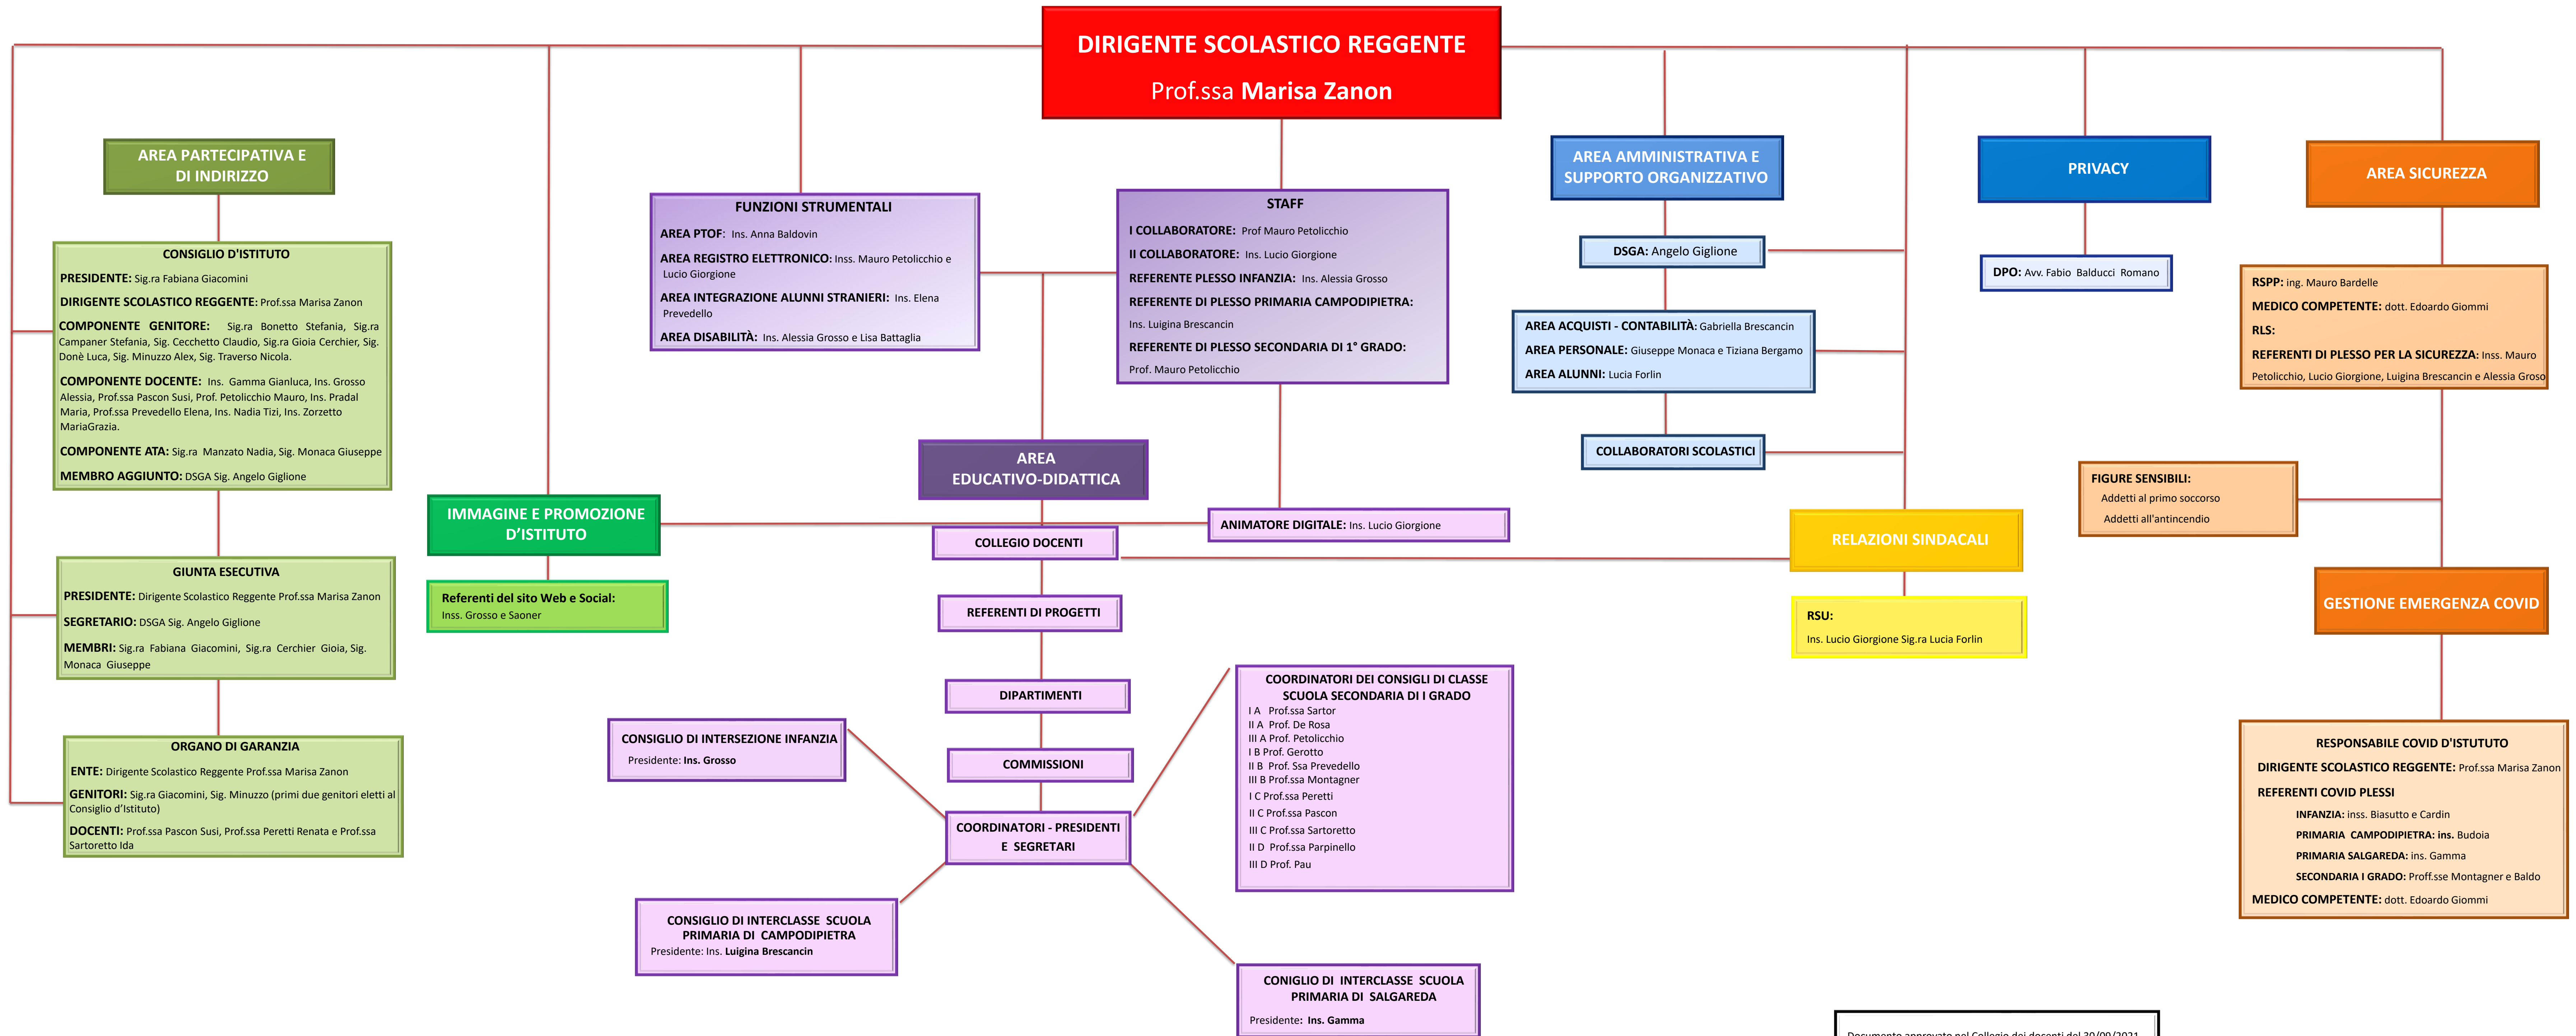 DIRIGENTE SCOLASTICO REGGENTE
Prof.ssa Marisa Zanon
AREA PARTECIPATIVA E
DI INDIRIZZO
CONSIGLIO D'ISTITUTO
PRESIDENTE: Sig.ra Fabiana Giacomini
DIRIGENTE SCOLASTICO REGGENTE: Prof.ssa Marisa Zanon
COMPONENTE GENITORE: Sig.ra Bonetto Stefania, Sig.ra
Campaner Stefania, Sig. Cecchetto Claudio, Sig.ra Gioia Cerchier, Sig.
Donè Luca, Sig. Minuzzo Alex, Sig. Traverso Nicola.
COMPONENTE DOCENTE: Ins. Gamma Gianluca, Ins. Grosso
Alessia, Prof.ssa Pascon Susi, Prof. Petolicchio Mauro, Ins. Pradal
Maria, Prof.ssa Prevedello Elena, Ins. Nadia Tizi, Ins. Zorzetto
MariaGrazia.
COMPONENTE ATA: Sig.ra Manzato Nadia, Sig. Monaca Giuseppe
MEMBRO AGGIUNTO: DSGA Sig. Angelo Giglione
GIUNTA ESECUTIVA
PRESIDENTE: Dirigente Scolastico Reggente Prof.ssa Marisa Zanon
SEGRETARIO: DSGA Sig. Angelo Giglione
MEMBRI: Sig.ra Fabiana Giacomini, Sig.ra Cerchier Gioia, Sig.
Monaca Giuseppe
ORGANO DI GARANZIA
ENTE: Dirigente Scolastico Reggente Prof.ssa Marisa Zanon
GENITORI: Sig.ra Giacomini, Sig. Minuzzo (primi due genitori eletti al
Consiglio d'Istituto)
DOCENTI: Prof.ssa Pascon Susi, Prof.ssa Peretti Renata e Prof.ssa
Sartoretto Ida
IMMAGINE E PROMOZIONE
D'ISTITUTO
Referenti del sito Web e Social:
Inss. Grosso e Saoner
FUNZIONI STRUMENTALI
AREA PTOF: Ins. Anna Baldovin
AREA REGISTRO ELETTRONICO: Inss. Mauro Petolicchio e
Lucio Giorgione
AREA INTEGRAZIONE ALUNNI STRANIERI: Ins. Elena
Prevedello
AREA DISABILITÀ: Ins. Alessia Grosso e Lisa Battaglia
STAFF
I COLLABORATORE: Prof Mauro Petolicchio
II COLLABORATORE: Ins. Lucio Giorgione
REFERENTE PLESSO INFANZIA: Ins. Alessia Grosso
REFERENTE DI PLESSO PRIMARIA CAMPODIPIETRA:
Ins. Luigina Brescancin
REFERENTE DI PLESSO SECONDARIA DI 1° GRADO:
Prof. Mauro Petolicchio
AREA
EDUCATIVO-DIDATTICA
ANIMATORE DIGITALE: Ins. Lucio Giorgione
COLLEGIO DOCENTI
REFERENTI DI PROGETTI
DIPARTIMENTI
COMMISSIONI
COORDINATORI - PRESIDENTI
E SEGRETARI
CONSIGLIO DI INTERSEZIONE INFANZIA
Presidente: Ins. Grosso
CONSIGLIO DI INTERCLASSE SCUOLA
PRIMARIA DI CAMPODIPIETRA
Presidente: Ins. Luigina Brescancin
COORDINATORI DEI CONSIGLI DI CLASSE
SCUOLA SECONDARIA DI I GRADO
I A Prof.ssa Sartor
II A Prof. De Rosa
III A Prof. Petolicchio
I B Prof. Gerotto
II B Prof. Ssa Prevedello
III B Prof.ssa Montagner
I C Prof.ssa Peretti
II C Prof.ssa Pascon
III C Prof.ssa Sartoretto
II D Prof.ssa Parpinello
III D Prof. Pau
CONIGLIO DI INTERCLASSE SCUOLA
PRIMARIA DI SALGAREDA
Presidente: Ins. Gamma
AREA AMMINISTRATIVA E
SUPPORTO ORGANIZZATIVO
DSGA: Angelo Giglione
AREA ACQUISTI - CONTABILITÀ: Gabriella Brescancin
AREA PERSONALE: Giuseppe Monaca e Tiziana Bergamo
AREA ALUNNI: Lucia Forlin
COLLABORATORI SCOLASTICI
RELAZIONI SINDACALI
RSU:
Ins. Lucio Giorgione Sig.ra Lucia Forlin
PRIVACY
DPO: Avv. Fabio Balducci Romano
AREA SICUREZZA
RSPP: ing. Mauro Bardelle
MEDICO COMPETENTE: dott. Edoardo Giommi
RLS:
REFERENTI DI PLESSO PER LA SICUREZZA: Inss. Mauro
Petolicchio, Lucio Giorgione, Luigina Brescancin e Alessia Groso
FIGURE SENSIBILI:
Addetti al primo soccorso
Addetti all'antincendio
GESTIONE EMERGENZA COVID
RESPONSABILE COVID D'ISTUTUTO
DIRIGENTE SCOLASTICO REGGENTE: Prof.ssa Marisa Zanon
REFERENTI COVID PLESSI
INFANZIA: inss. Biasutto e Cardin
PRIMARIA CAMPODIPIETRA: ins. Budoia
PRIMARIA SALGAREDA: ins. Gamma
SECONDARIA I GRADO: Proff.sse Montagner e Baldo
MEDICO COMPETENTE: dott. Edoardo Giommi
Documento approvato nel Collegio dei docenti del 30/09/2021